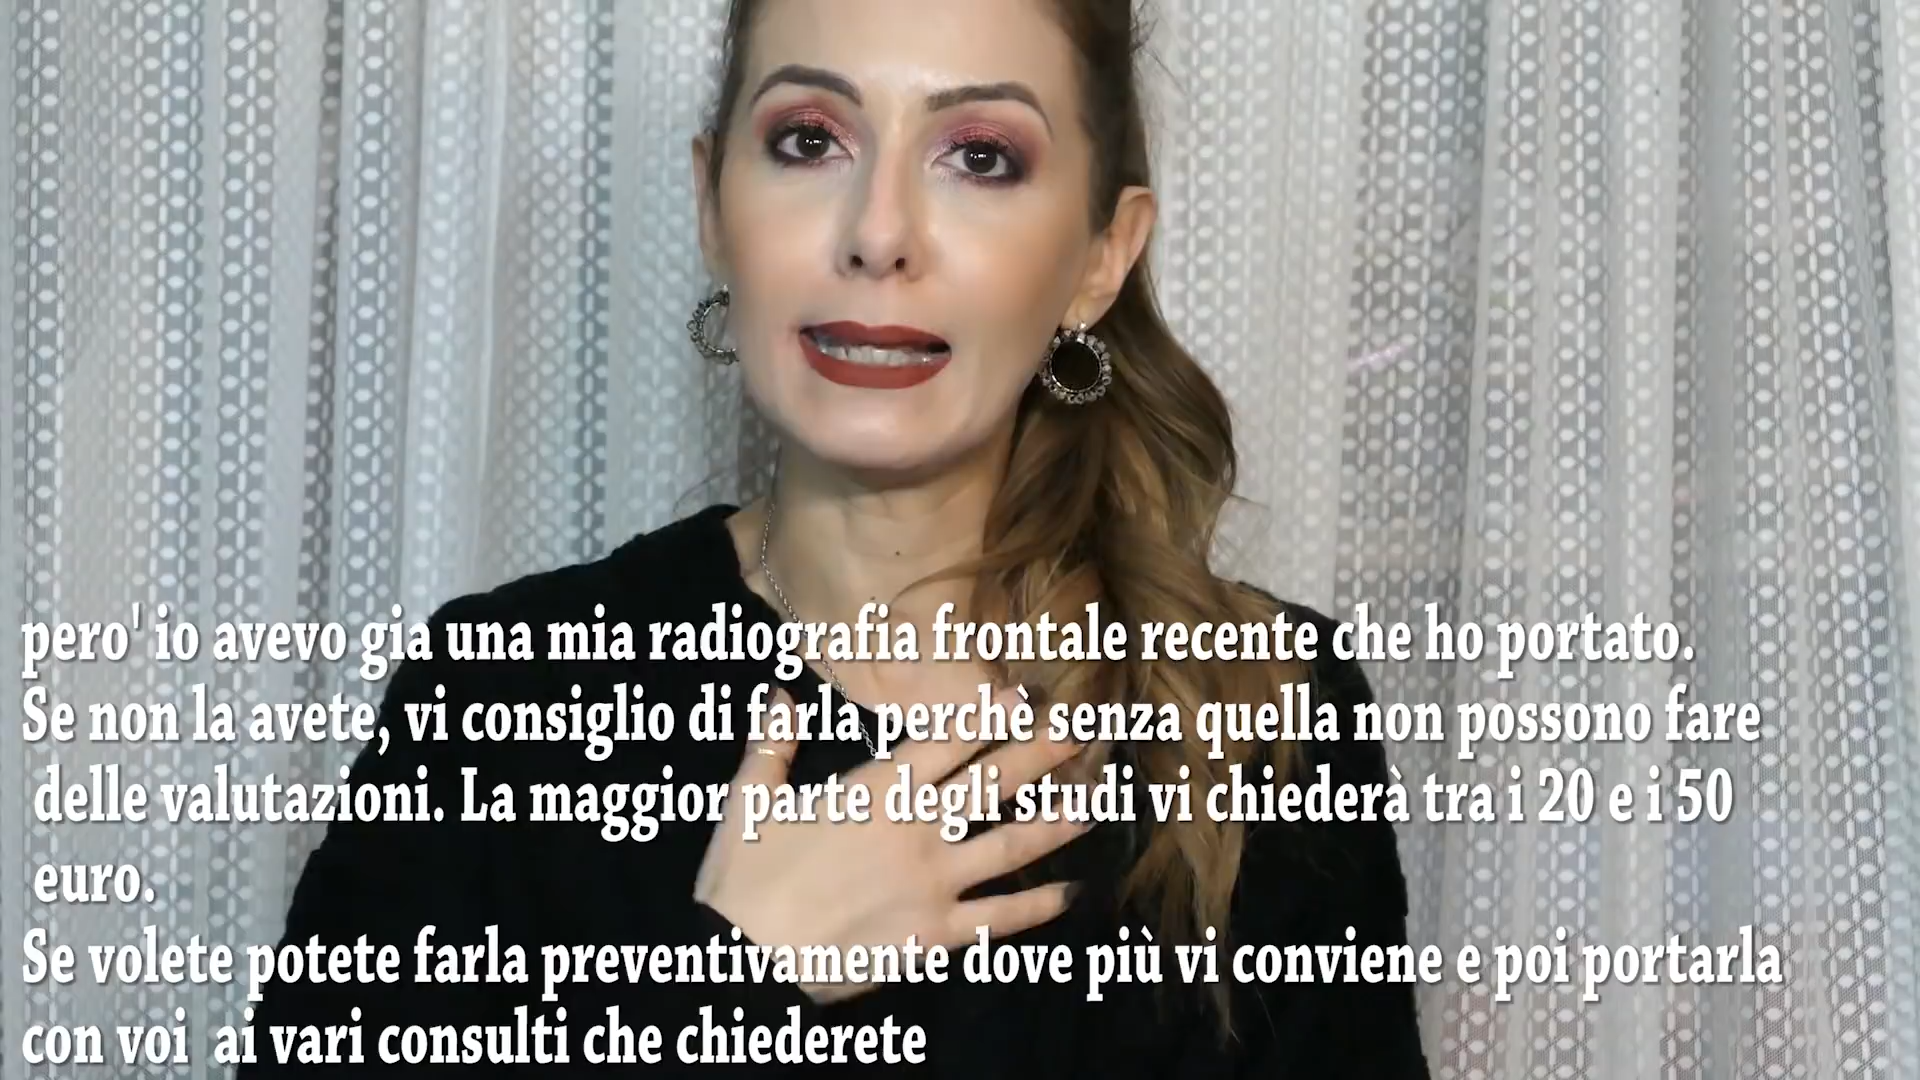 pero' io avevo gia una mia radiografia frontale recente che ho portato.
Se non la avete, vi consiglio di farla perchè senza quella non possono fare
delle valutazioni. La maggior parte degli studi vi chiederà tra i 20 e i 50
euro.
Se volete potete farla preventivamente dove più vi conviene e poi portarla
con voi  ai vari consulti che chiederete